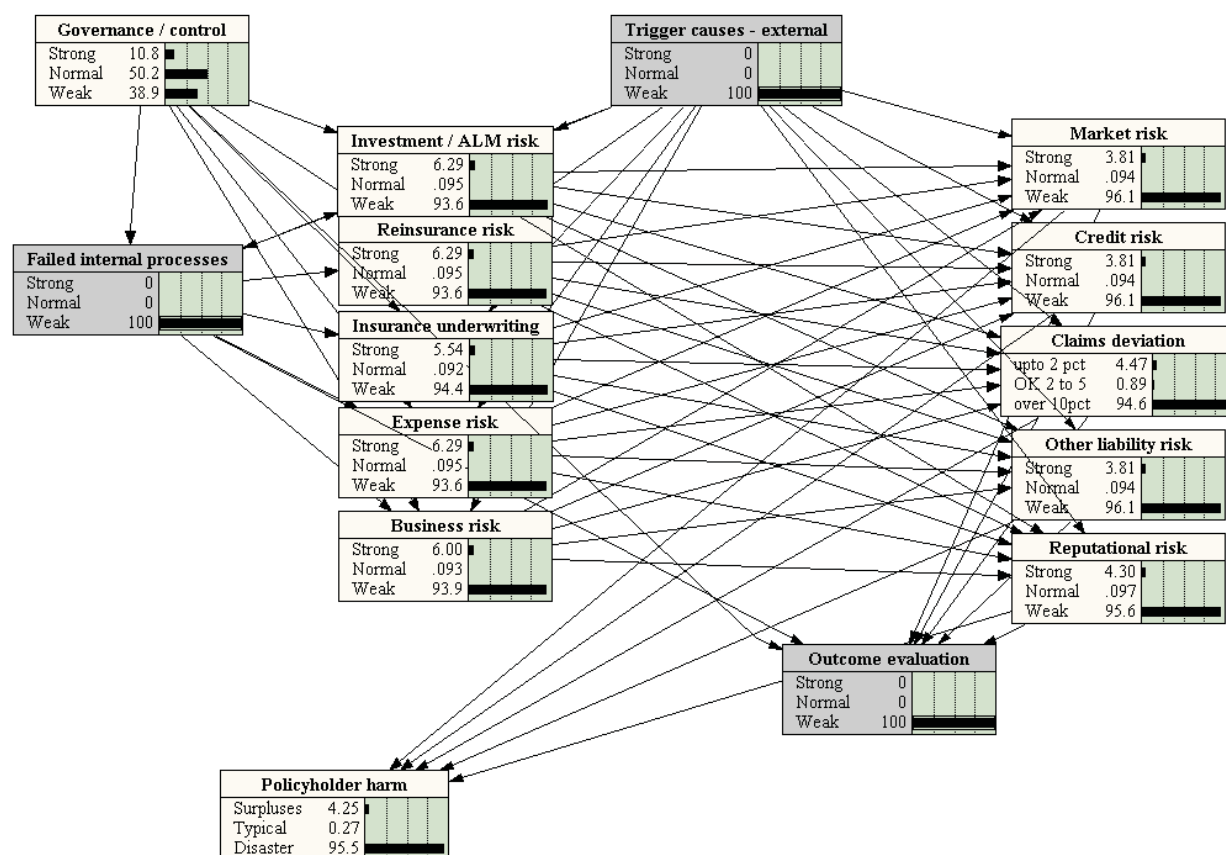 Governance / control
Strong 10.8
Normal 50.2
Weak 38.9
Trigger causes - external
Strong 0
Normal 0
Weak 100
Investment / ALM risk
Strong 6.29
Normal .095
Weak 93.6
Market risk
Strong 3.81
Normal .094
Weak 96.1
Reinsurance risk
Strong 6.29
Normal .095
Weak 93.6
Credit risk
Strong 3.81
Normal .094
Weak 96.1
Failed internal processes
Strong 0
Normal 0
Weak 100
Insurance underwriting
Strong 5.54
Normal .092
Weak 94.4
Claims deviation
upto 2 pct 4.47
OK 2 to 5 0.89
over 10pct 94.6
Expense risk
Strong 6.29
Normal .095
Weak 93.6
Other liability risk
Strong 3.81
Normal .094
Weak 96.1
Business risk
Strong 6.00
Normal .093
Weak 93.9
Reputational risk
Strong 4.30
Normal .097
Weak 95.6
Outcome evaluation
Strong 0
Normal 0
Weak 100
Policyholder harm
Surpluses 4.25
Typical 0.27
Disaster 95.5